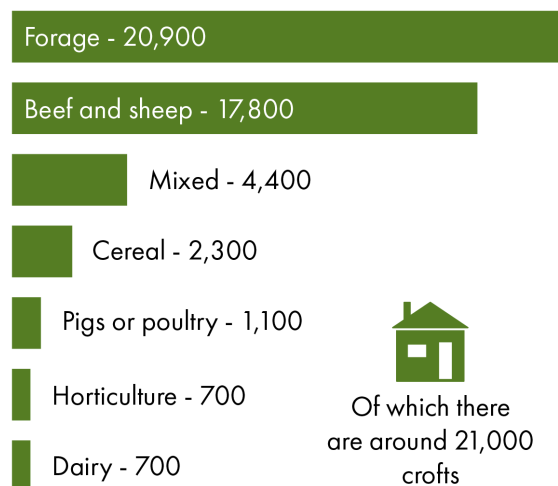 Forage - 20,900
Beef and sheep - 17,800
Mixed - 4,400
Cereal - 2,300
Pigs or poultry - 1,100
Horticulture - 700
Dairy - 700
Of which there
are around 21,000
crofts